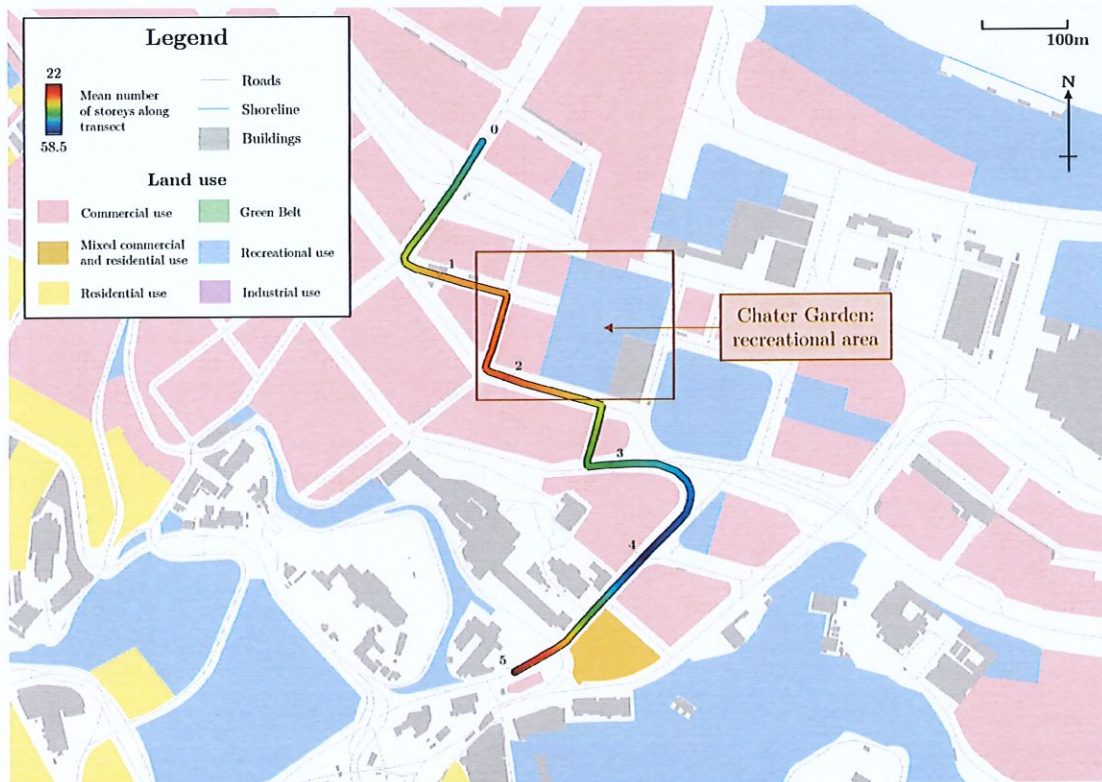 Legend
22
Mean number
of storeys along
transect
58.5
Roads
Shoreline
Buildings
Land use
Commercial use
Green Belt
Mixed commercial
and residential use
Recreational use
Residential use
Industrial use
100m
N
0
1
2
3
4
5
Chater Garden:
recreational area